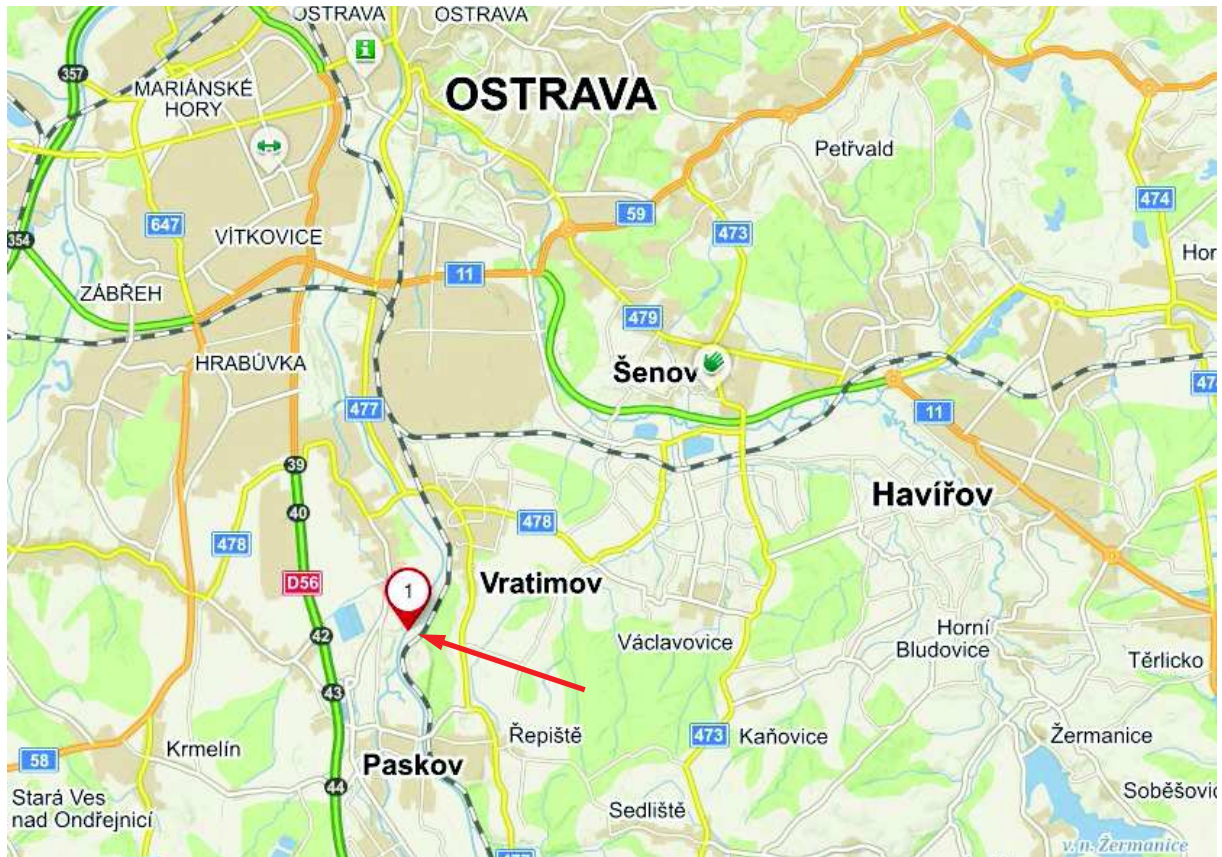 OSTRAVA
OSTRAVA
357
MARIÁNSKÉ
HORY
OSTRAVA
Petřvald
474
59
647
473
354
VÍTKOVICE
Hor
11
ZÁBŘEH
479
HRABŮVKA
Šenov
477
11
39
Havířov
40
478
478
D56
Vratimov
1
42
Václavovice
Horní
Bludovice
Těrlicko
43
Řepiště
473
Kaňovice
Žermanice
58
Krmelín
Paskov
44
Stará Ves
nad Ondřejnicí
Sedliště
Soběšovic
v. n. Žermanice